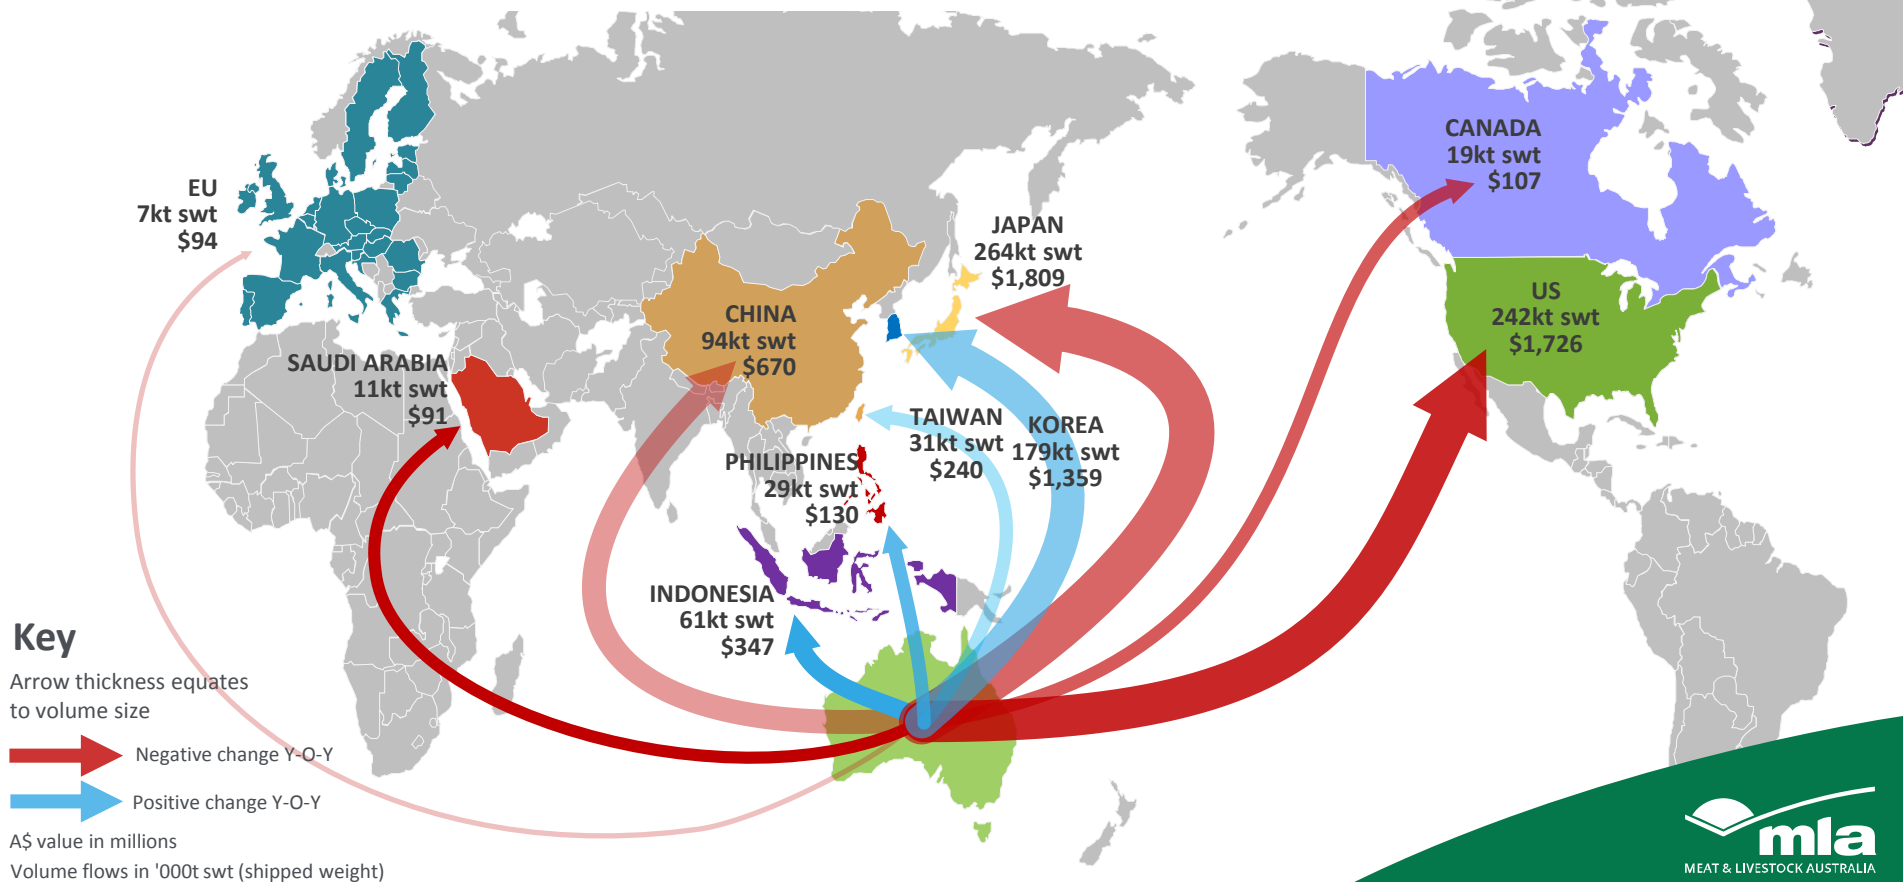 EU
7kt swt
$94
SAUDI ARABIA
11kt swt
$91
CHINA
94kt swt
$670
JAPAN
264kt swt
$1,809
TAIWAN
31kt swt
$240
KOREA
179kt swt
$1,359
PHILIPPINES
29kt swt
$130
INDONESIA
61kt swt
$347
CANADA
19kt swt
$107
US
242kt swt
$1,726
Key
Arrow thickness equates
to volume size
Negative change Y-O-Y
Positive change Y-O-Y
A$ value in millions
Volume flows in '000t swt (shipped weight)
mla
MEAT & LIVESTOCK AUSTRALIA